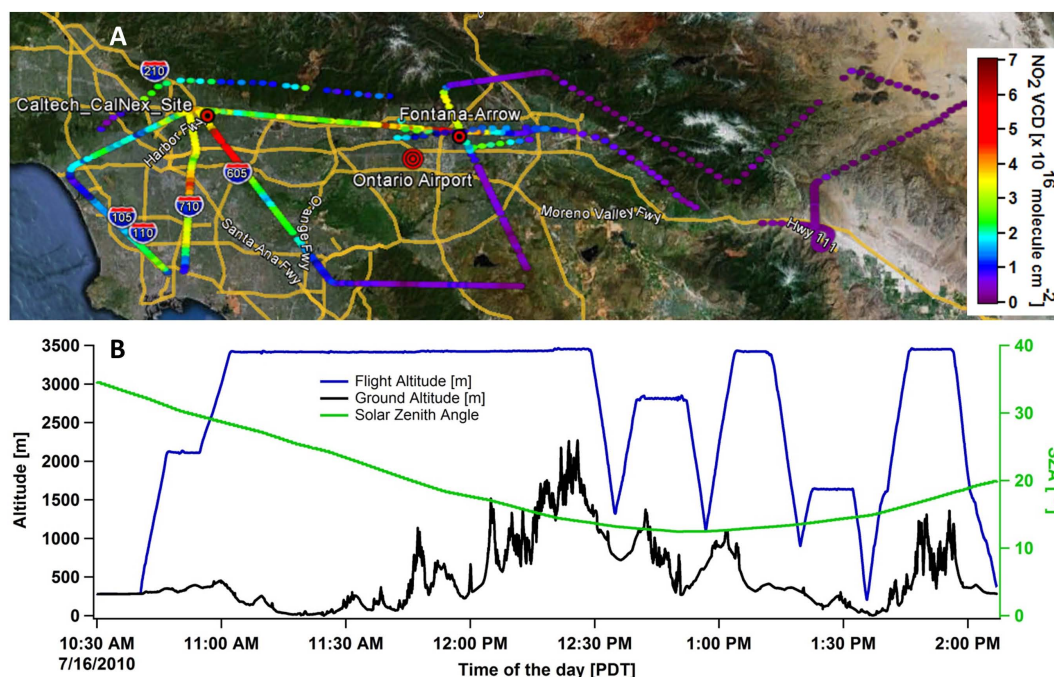 A
210
Caltech_CalNex_Site
Harbor Fwy
Fontana-Arrow
605
Ontario Airport
710
105
110
Orange Fwy
Santa Ana Fwy
Moreno Valley Fwy
Hwy 111
7
6
5
4
3
2
1
0
NO2 VCD [x 10^16 molecule cm^-2]
B
3500
3000
2500
2000
1500
1000
500
0
Altitude [m]
Flight Altitude [m]
Ground Altitude [m]
Solar Zenith Angle
40
30
20
10
0
10:30 AM
11:00 AM
11:30 AM
12:00 PM
12:30 PM
1:00 PM
1:30 PM
2:00 PM
7/16/2010
Time of the day [PDT]